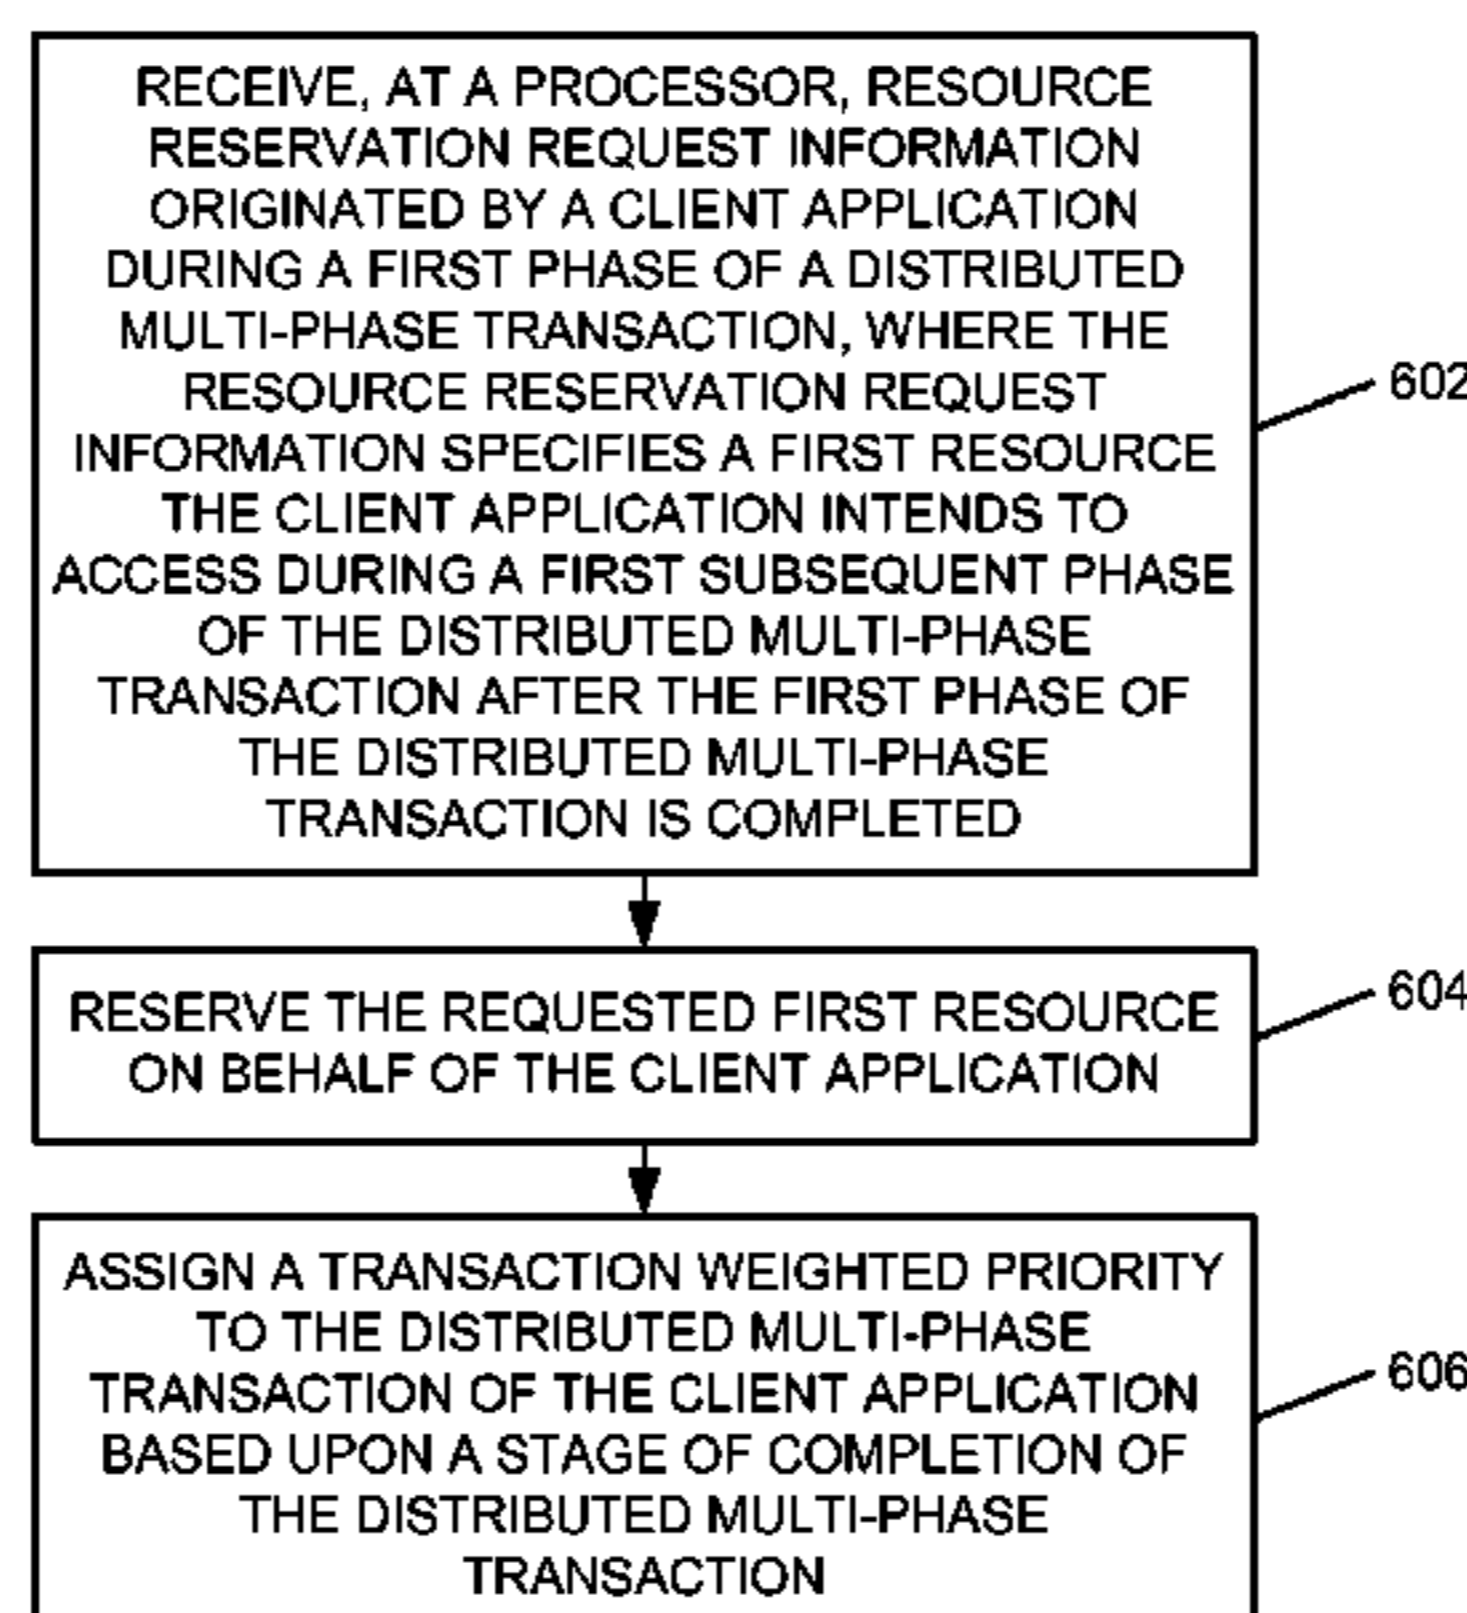 RECEIVE, AT A PROCESSOR, RESOURCE
RESERVATION REQUEST INFORMATION
ORIGINATED BY A CLIENT APPLICATION
DURING A FIRST PHASE OF A DISTRIBUTED
MULTI-PHASE TRANSACTION, WHERE THE
RESOURCE RESERVATION REQUEST
INFORMATION SPECIFIES A FIRST RESOURCE
THE CLIENT APPLICATION INTENDS TO
ACCESS DURING A FIRST SUBSEQUENT PHASE
OF THE DISTRIBUTED MULTI-PHASE
TRANSACTION AFTER THE FIRST PHASE OF
THE DISTRIBUTED MULTI-PHASE
TRANSACTION IS COMPLETED
602
RESERVE THE REQUESTED FIRST RESOURCE
ON BEHALF OF THE CLIENT APPLICATION
604
ASSIGN A TRANSACTION WEIGHTED PRIORITY
TO THE DISTRIBUTED MULTI-PHASE
TRANSACTION OF THE CLIENT APPLICATION
BASED UPON A STAGE OF COMPLETION OF
THE DISTRIBUTED MULTI-PHASE
TRANSACTION
606